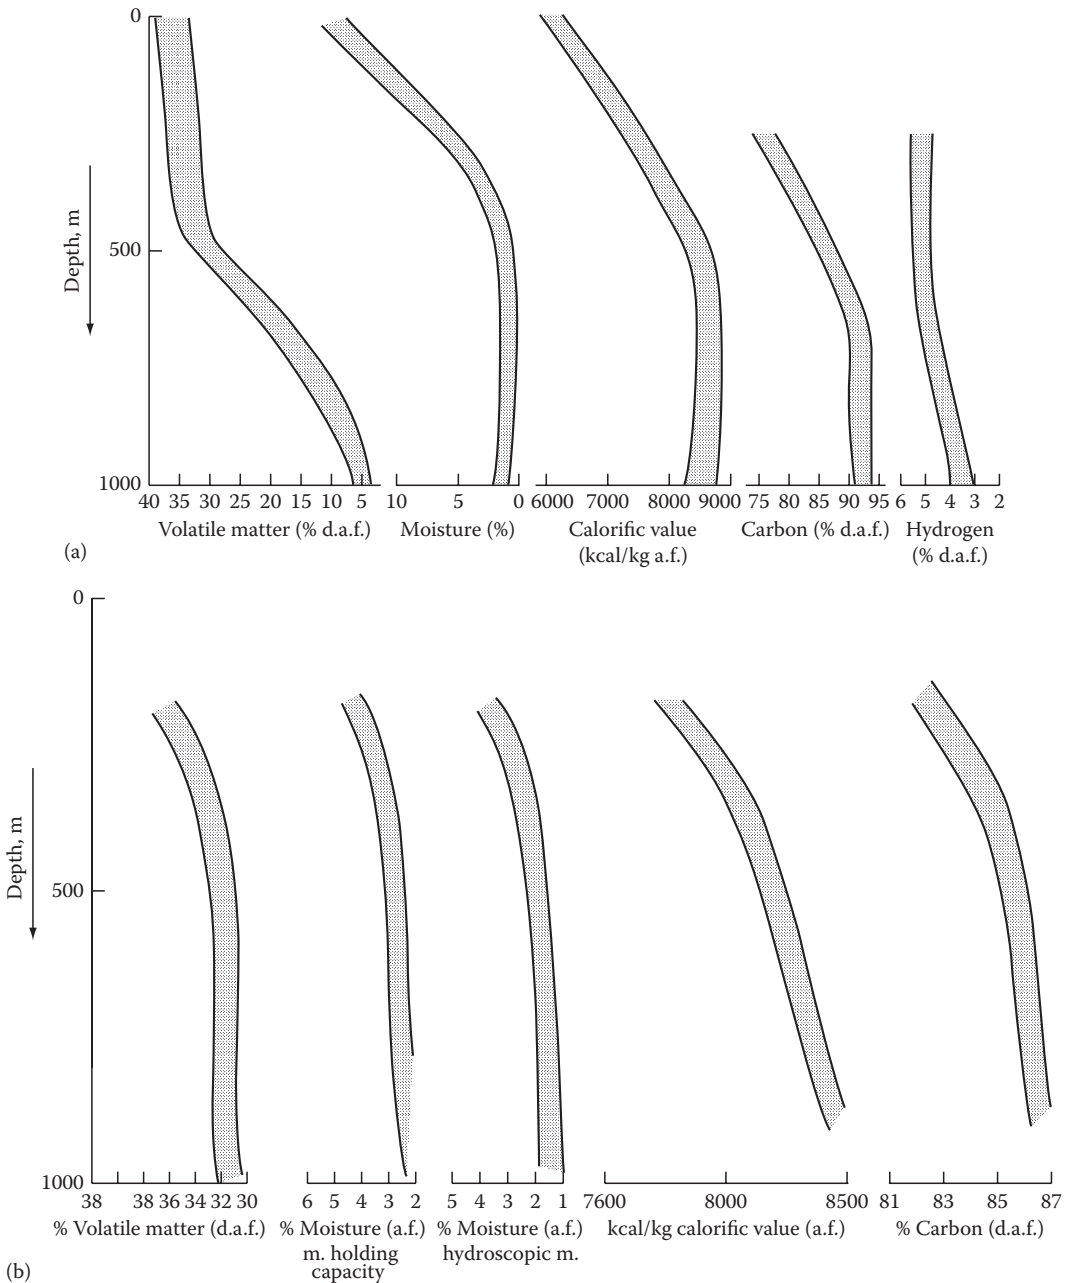 0
Depth, m
500
1000
40 35 30 25 20 15 10 5
10 5 0
6000 7000 8000 9000
75 80 85 90 95
6 5 4 3 2
Volatile matter (% d.a.f.)
Moisture (%)
Calorific value
(kcal/kg a.f.)
Carbon (% d.a.f.)
Hydrogen
(% d.a.f.)
(a)
0
Depth, m
500
1000
38 38 36 34 32 30
6 5 4 3 2
5 4 3 2 1
7600 8000 8500
81 83 85 87
% Volatile matter (d.a.f.)
% Moisture (a.f.)
m. holding
capacity
% Moisture (a.f.)
hydroscopic m.
kcal/kg calorific value (a.f.)
% Carbon (d.a.f.)
(b)